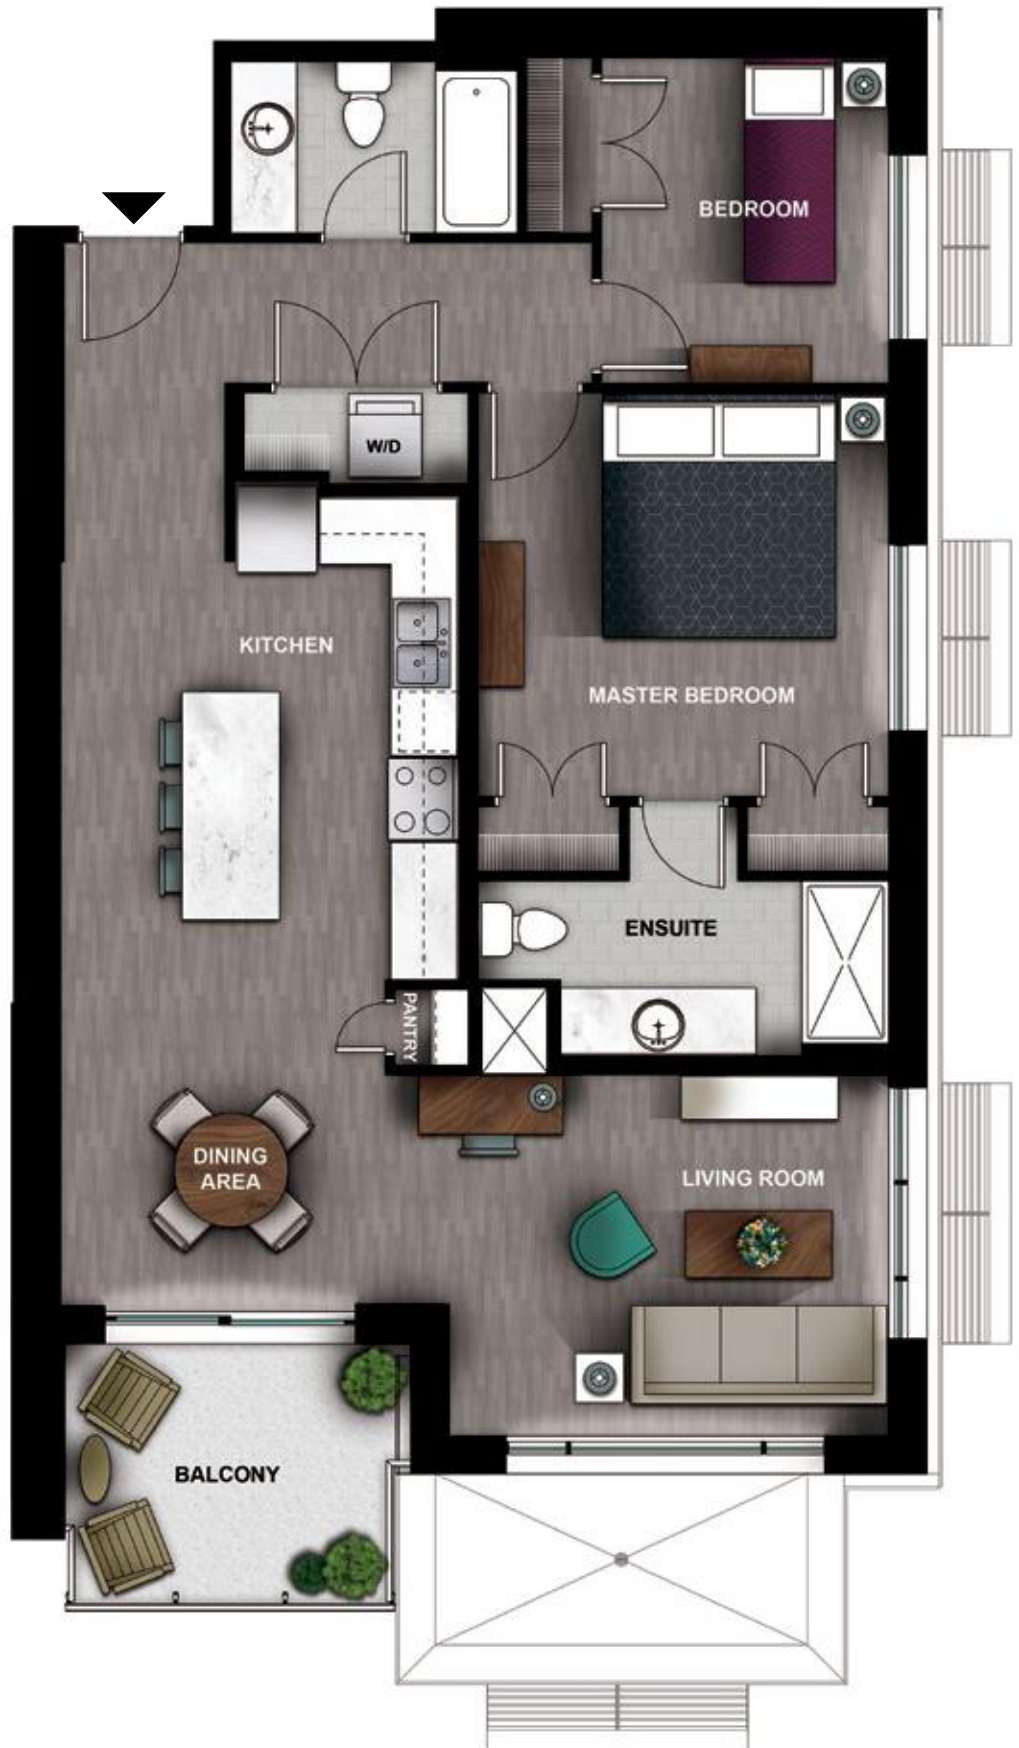 BEDROOM
W/D
KITCHEN
MASTER BEDROOM
ENSUITE
PANTRY
DINING
AREA
LIVING ROOM
BALCONY